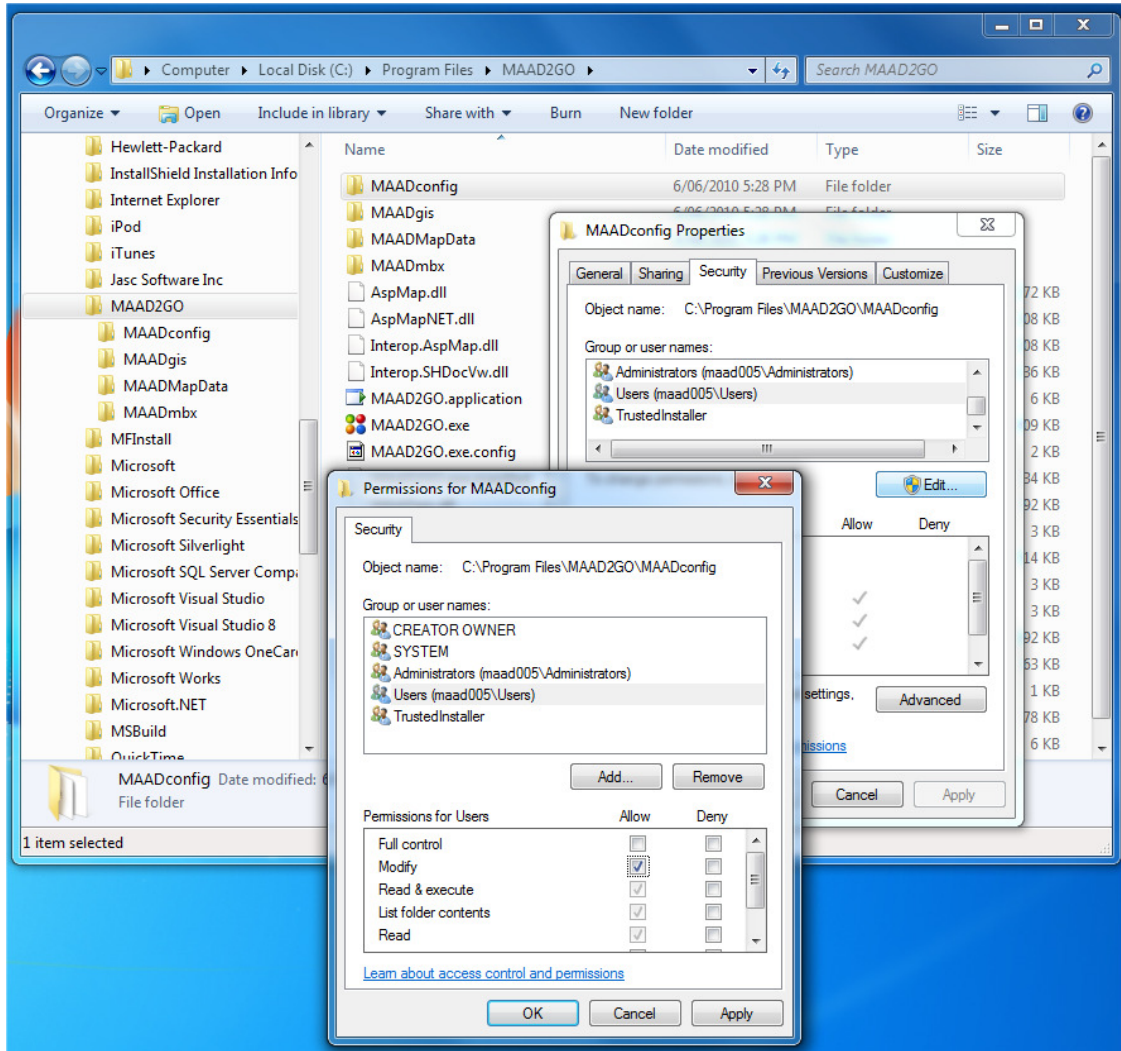 Computer ▸ Local Disk (C:) ▸ Program Files ▸ MAAD2GO ▸
Search MAAD2GO
Organize Open Include in library Share with Burn New folder
Hewlett-Packard
InstallShield Installation Info
Internet Explorer
iPod
iTunes
Jasc Software Inc
MAAD2GO
MAADconfig
MAADgis
MAADMapData
MAADmbx
MFInstall
Microsoft
Microsoft Office
Microsoft Security Essentials
Microsoft Silverlight
Microsoft SQL Server Compa
Microsoft Visual Studio
Microsoft Visual Studio 8
Microsoft Windows OneCare
Microsoft Works
Microsoft.NET
MSBuild
QuickTime
Name Date modified Type Size
MAADconfig 6/06/2010 5:28 PM File folder
MAADgis 6/06/2010 5:28 PM File folder
MAADMapData
MAADmbx
AspMap.dll 72 KB
AspMapNET.dll 08 KB
Interop.AspMap.dll 08 KB
Interop.SHDocVw.dll 36 KB
MAAD2GO.application 6 KB
MAAD2GO.exe 09 KB
MAAD2GO.exe.config 2 KB
84 KB
92 KB
3 KB
14 KB
3 KB
3 KB
92 KB
63 KB
1 KB
78 KB
6 KB
MAADconfig Properties
General Sharing Security Previous Versions Customize
Object name: C:\Program Files\MAAD2GO\MAADconfig
Group or user names:
Administrators (maad005\Administrators)
Users (maad005\Users)
TrustedInstaller
Edit...
Allow Deny
settings,
Advanced
Cancel Apply
Permissions for MAADconfig
Security
Object name: C:\Program Files\MAAD2GO\MAADconfig
Group or user names:
CREATOR OWNER
SYSTEM
Administrators (maad005\Administrators)
Users (maad005\Users)
TrustedInstaller
Add... Remove
Permissions for Users Allow Deny
Full control
Modify
Read & execute
List folder contents
Read
Learn about access control and permissions
OK Cancel Apply
MAADconfig Date modified: 6
File folder
1 item selected